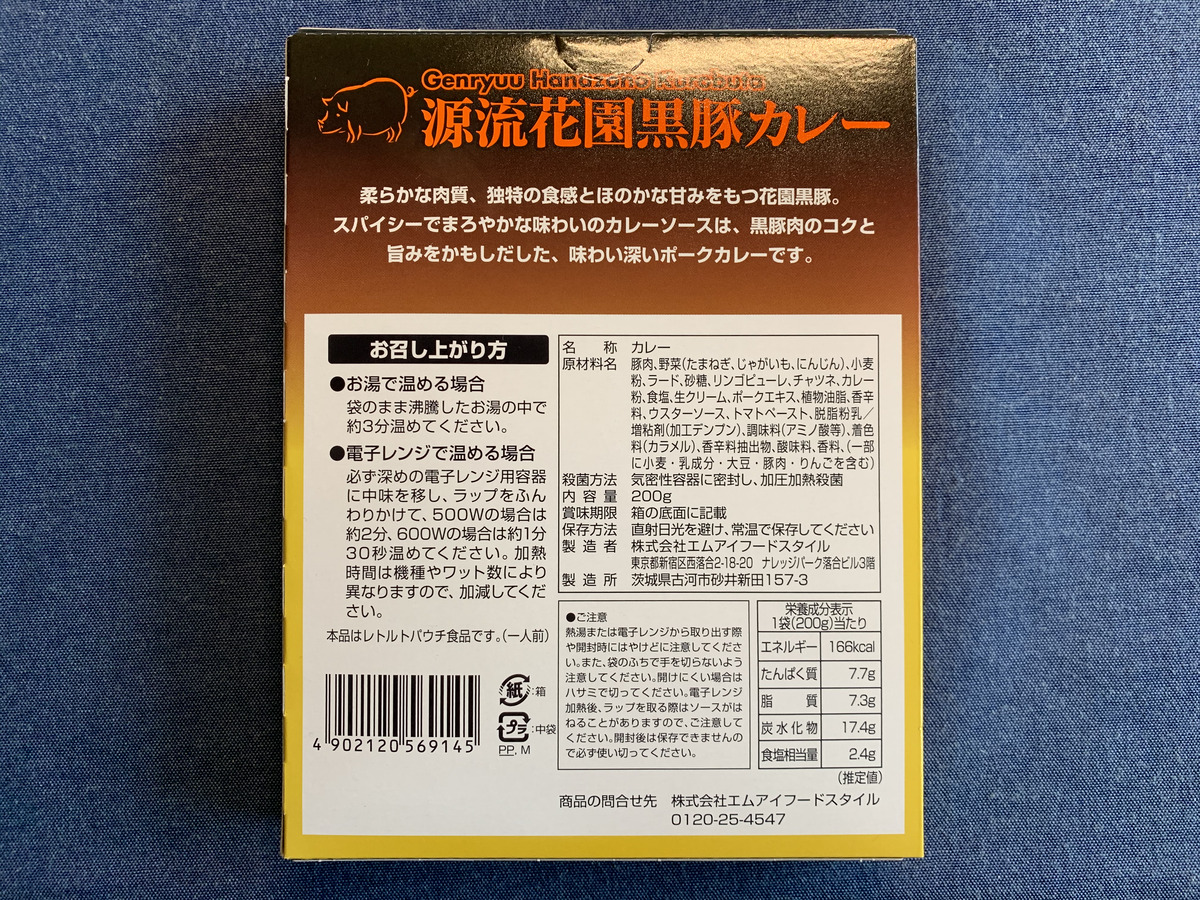 Genryuu Hanazono Kurobuta
源流花園黒豚カレー
柔らかな肉質、独特の食感とほのかな甘みをもつ花園黒豚。
スパイシーでまろやかな味わいのカレーソースは、黒豚肉のコクと
旨みをかもしだした、味わい深いポークカレーです。
お召し上がり方
●お湯で温める場合
袋のまま沸騰したお湯の中で
約3分温めてください。
●電子レンジで温める場合
必ず深めの電子レンジ用容器
に中味を移し、ラップをふん
わりかけて、500Wの場合は
約2分、600Wの場合は約1分
30秒温めてください。加熱
時間は機種やワット数により
異なりますので、加減してくだ
さい。
本品はレトルトパウチ食品です。(一人前)
名称 カレー
原材料名 豚肉、野菜(たまねぎ、じゃがいも、にんじん)、小麦
粉、ラード、砂糖、リンゴピューレ、チャツネ、カレー
粉、食塩、生クリーム、ポークエキス、植物油脂、香辛
料、ウスターソース、トマトペースト、脱脂粉乳/
増粘剤(加工デンプン)、調味料(アミノ酸等)、着色
料(カラメル)、香辛料抽出物、酸味料、香料、(一部
に小麦・乳成分・大豆・豚肉・りんごを含む)
殺菌方法 気密性容器に密封し、加圧加熱殺菌
内容量 200g
賞味期限 箱の底面に記載
保存方法 直射日光を避け、常温で保存してください
製造者 株式会社エムアイフードスタイル
東京都新宿区西落合2-18-20 ナレッジパーク落合ビル3階
製造所 茨城県古河市砂井新田157-3
●ご注意
熱湯または電子レンジから取り出す際
や開封時にはやけどに注意してくださ
い。また、袋のふちで手を切らないよう
注意してください。開けにくい場合は
ハサミで切ってください。電子レンジ
加熱後、ラップを取る際はソースがは
ねることがありますので、ご注意して
ください。開封後は保存できませんの
で必ず使い切ってください。
栄養成分表示
1袋(200g)当たり
エネルギー 166kcal
たんぱく質 7.7g
脂質 7.3g
炭水化物 17.4g
食塩相当量 2.4g
(推定値)
紙:箱
プラ:中袋
PP, M
4 902120 569145
商品の問合せ先 株式会社エムアイフードスタイル
0120-25-4547